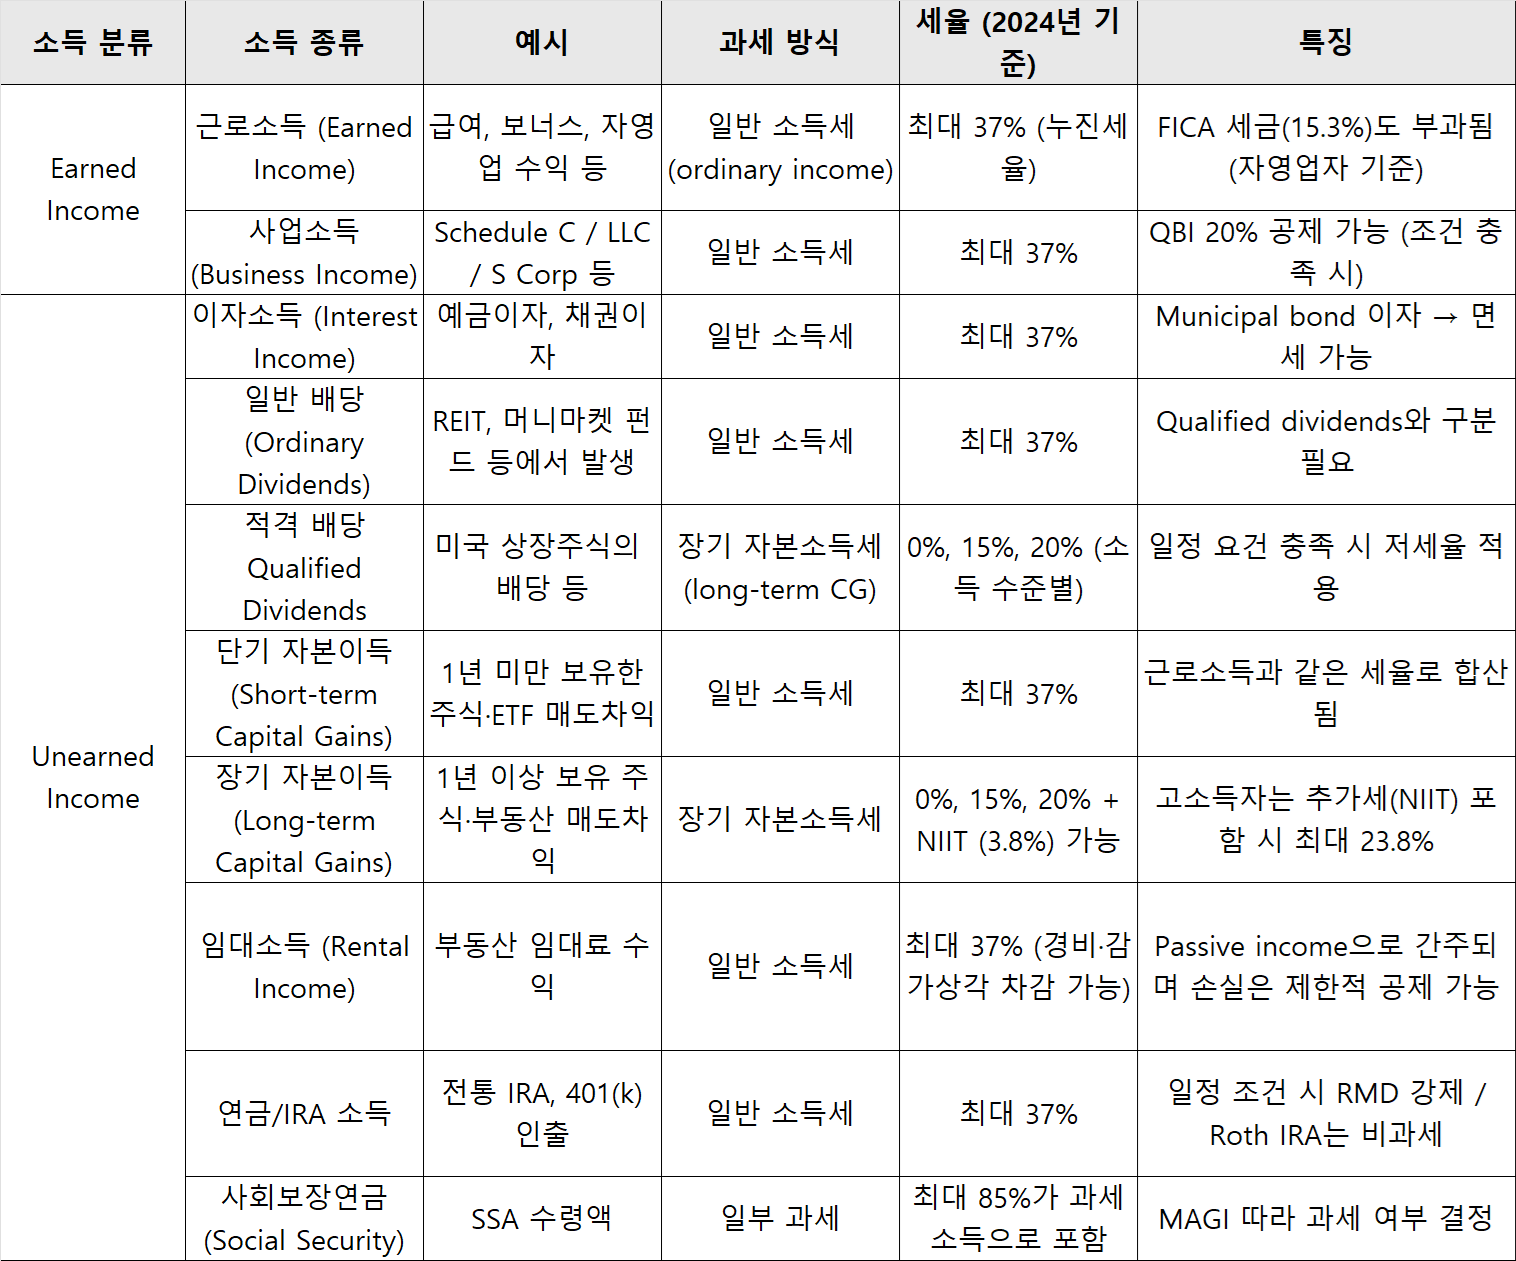 소득 분류
소득 종류
예시
과세 방식
세율 (2024년 기
준)
특징
Earned
Income
근로소득 (Earned
Income)
급여, 보너스, 자영
업 수익 등
일반 소득세
(ordinary income)
최대 37% (누진세
율)
FICA 세금(15.3%)도 부과됨
(자영업자 기준)
사업소득
(Business Income)
Schedule C / LLC
/ S Corp 등
일반 소득세
최대 37%
QBI 20% 공제 가능 (조건 충
족 시)
Unearned
Income
이자소득 (Interest
Income)
예금이자, 채권이
자
일반 소득세
최대 37%
Municipal bond 이자 → 면
세 가능
일반 배당
(Ordinary
Dividends)
REIT, 머니마켓 펀
드 등에서 발생
일반 소득세
최대 37%
Qualified dividends와 구분
필요
적격 배당
Qualified
Dividends
미국 상장주식의
배당 등
장기 자본소득세
(long-term CG)
0%, 15%, 20% (소
득 수준별)
일정 요건 충족 시 저세율 적
용
단기 자본이득
(Short-term
Capital Gains)
1년 미만 보유한
주식·ETF 매도차익
일반 소득세
최대 37%
근로소득과 같은 세율로 합산
됨
장기 자본이득
(Long-term
Capital Gains)
1년 이상 보유 주
식·부동산 매도차
익
장기 자본소득세
0%, 15%, 20% +
NIIT (3.8%) 가능
고소득자는 추가세(NIIT) 포
함 시 최대 23.8%
임대소득 (Rental
Income)
부동산 임대료 수
익
일반 소득세
최대 37% (경비·감
가상각 차감 가능)
Passive income으로 간주되
며 손실은 제한적 공제 가능
연금/IRA 소득
전통 IRA, 401(k)
인출
일반 소득세
최대 37%
일정 조건 시 RMD 강제 /
Roth IRA는 비과세
사회보장연금
(Social Security)
SSA 수령액
일부 과세
최대 85%가 과세
소득으로 포함
MAGI 따라 과세 여부 결정